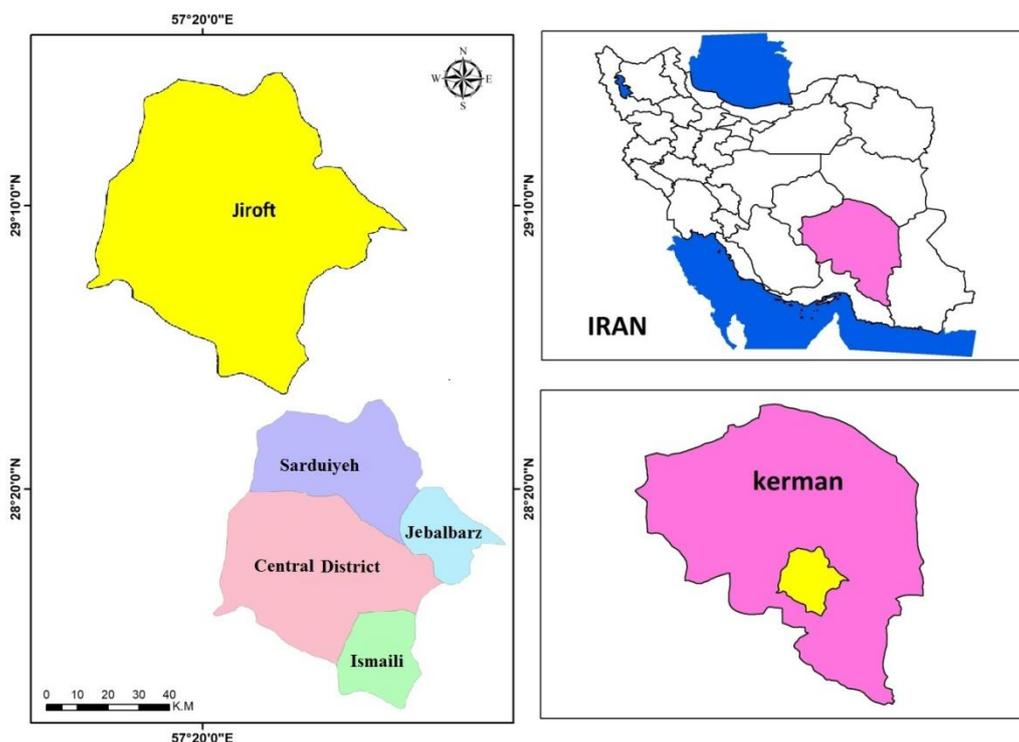 57°20'0"E
N
W
E
S
Jiroft
29°10'0"N
29°10'0"N
IRAN
Sarduiyeh
Jebalbarz
Central District
Ismaili
28°20'0"N
28°20'0"N
kerman
0 10 20 30 40
K.M
57°20'0"E